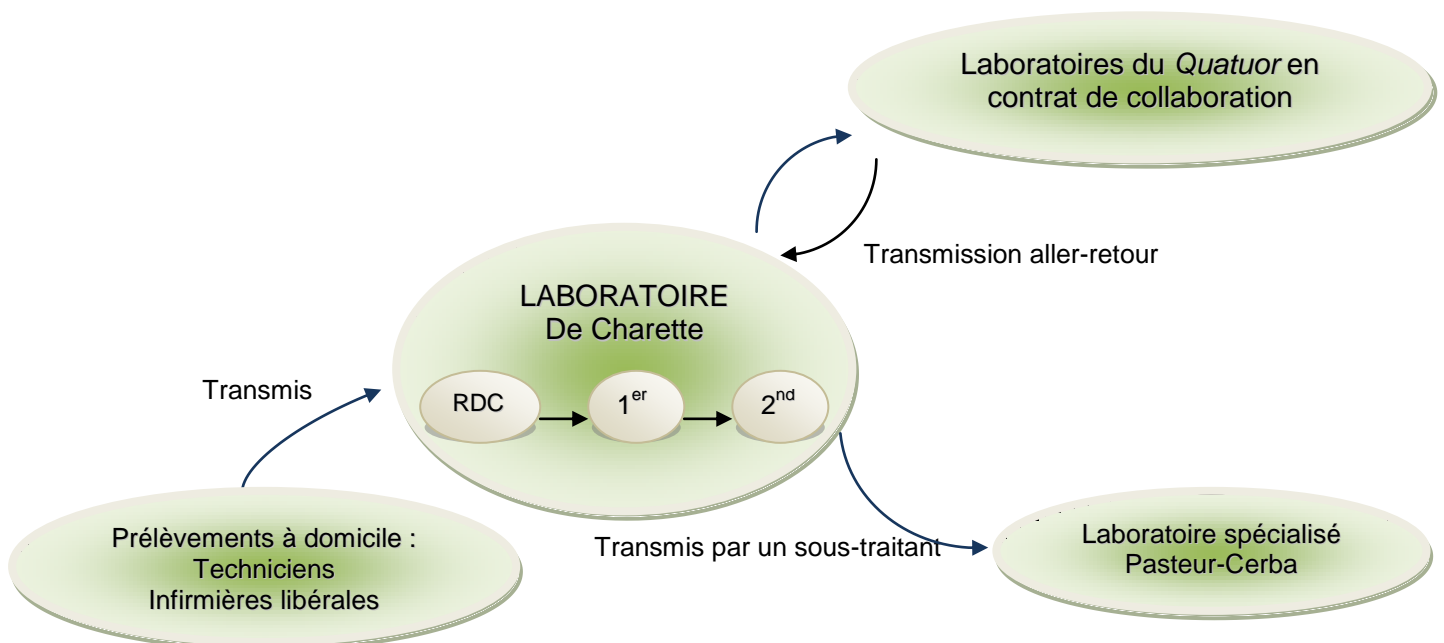 Laboratoires du Quatuor en
contrat de collaboration
Transmission aller-retour
LABORATOIRE
De Charette
RDC
1er
2nd
Transmis
Prélèvements à domicile :
Techniciens
Infirmières libérales
Transmis par un sous-traitant
Laboratoire spécialisé
Pasteur-Cerba